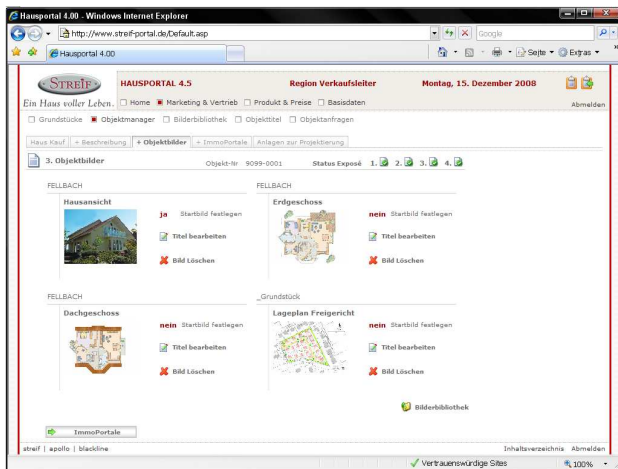 Hausportal 4.00 - Windows Internet Explorer
http://www.streif-portal.de/Default.asp
Google
Hausportal 4.00
Seite
Extras
STREIF
Ein Haus voller Leben.
HAUSPORTAL 4.5
Region Verkaufsleiter
Montag, 15. Dezember 2008
Home Marketing & Vertrieb Produkt & Preise Basisdaten
Abmelden
Grundstücke Objektmanager Bilderbibliothek Objekttitel Objektanfragen
Haus Kauf + Beschreibung + Objektbilder + ImmoPortale Anlagen zur Projektierung
3. Objektbilder
Objekt-Nr 9099-0001
Status Exposé 1. 2. 3. 4.
FELLBACH
Hausansicht
ja Startbild festlegen
Titel bearbeiten
Bild Löschen
FELLBACH
Erdgeschoss
nein Startbild festlegen
Titel bearbeiten
Bild Löschen
FELLBACH
Dachgeschoss
nein Startbild festlegen
Titel bearbeiten
Bild Löschen
_Grundstück
Lageplan Freigericht
nein Startbild festlegen
Titel bearbeiten
Bild Löschen
Bilderbibliothek
ImmoPortale
streif | apollo | blackline
Inhaltsverzeichnis Abmelden
Vertrauenswürdige Sites
100%